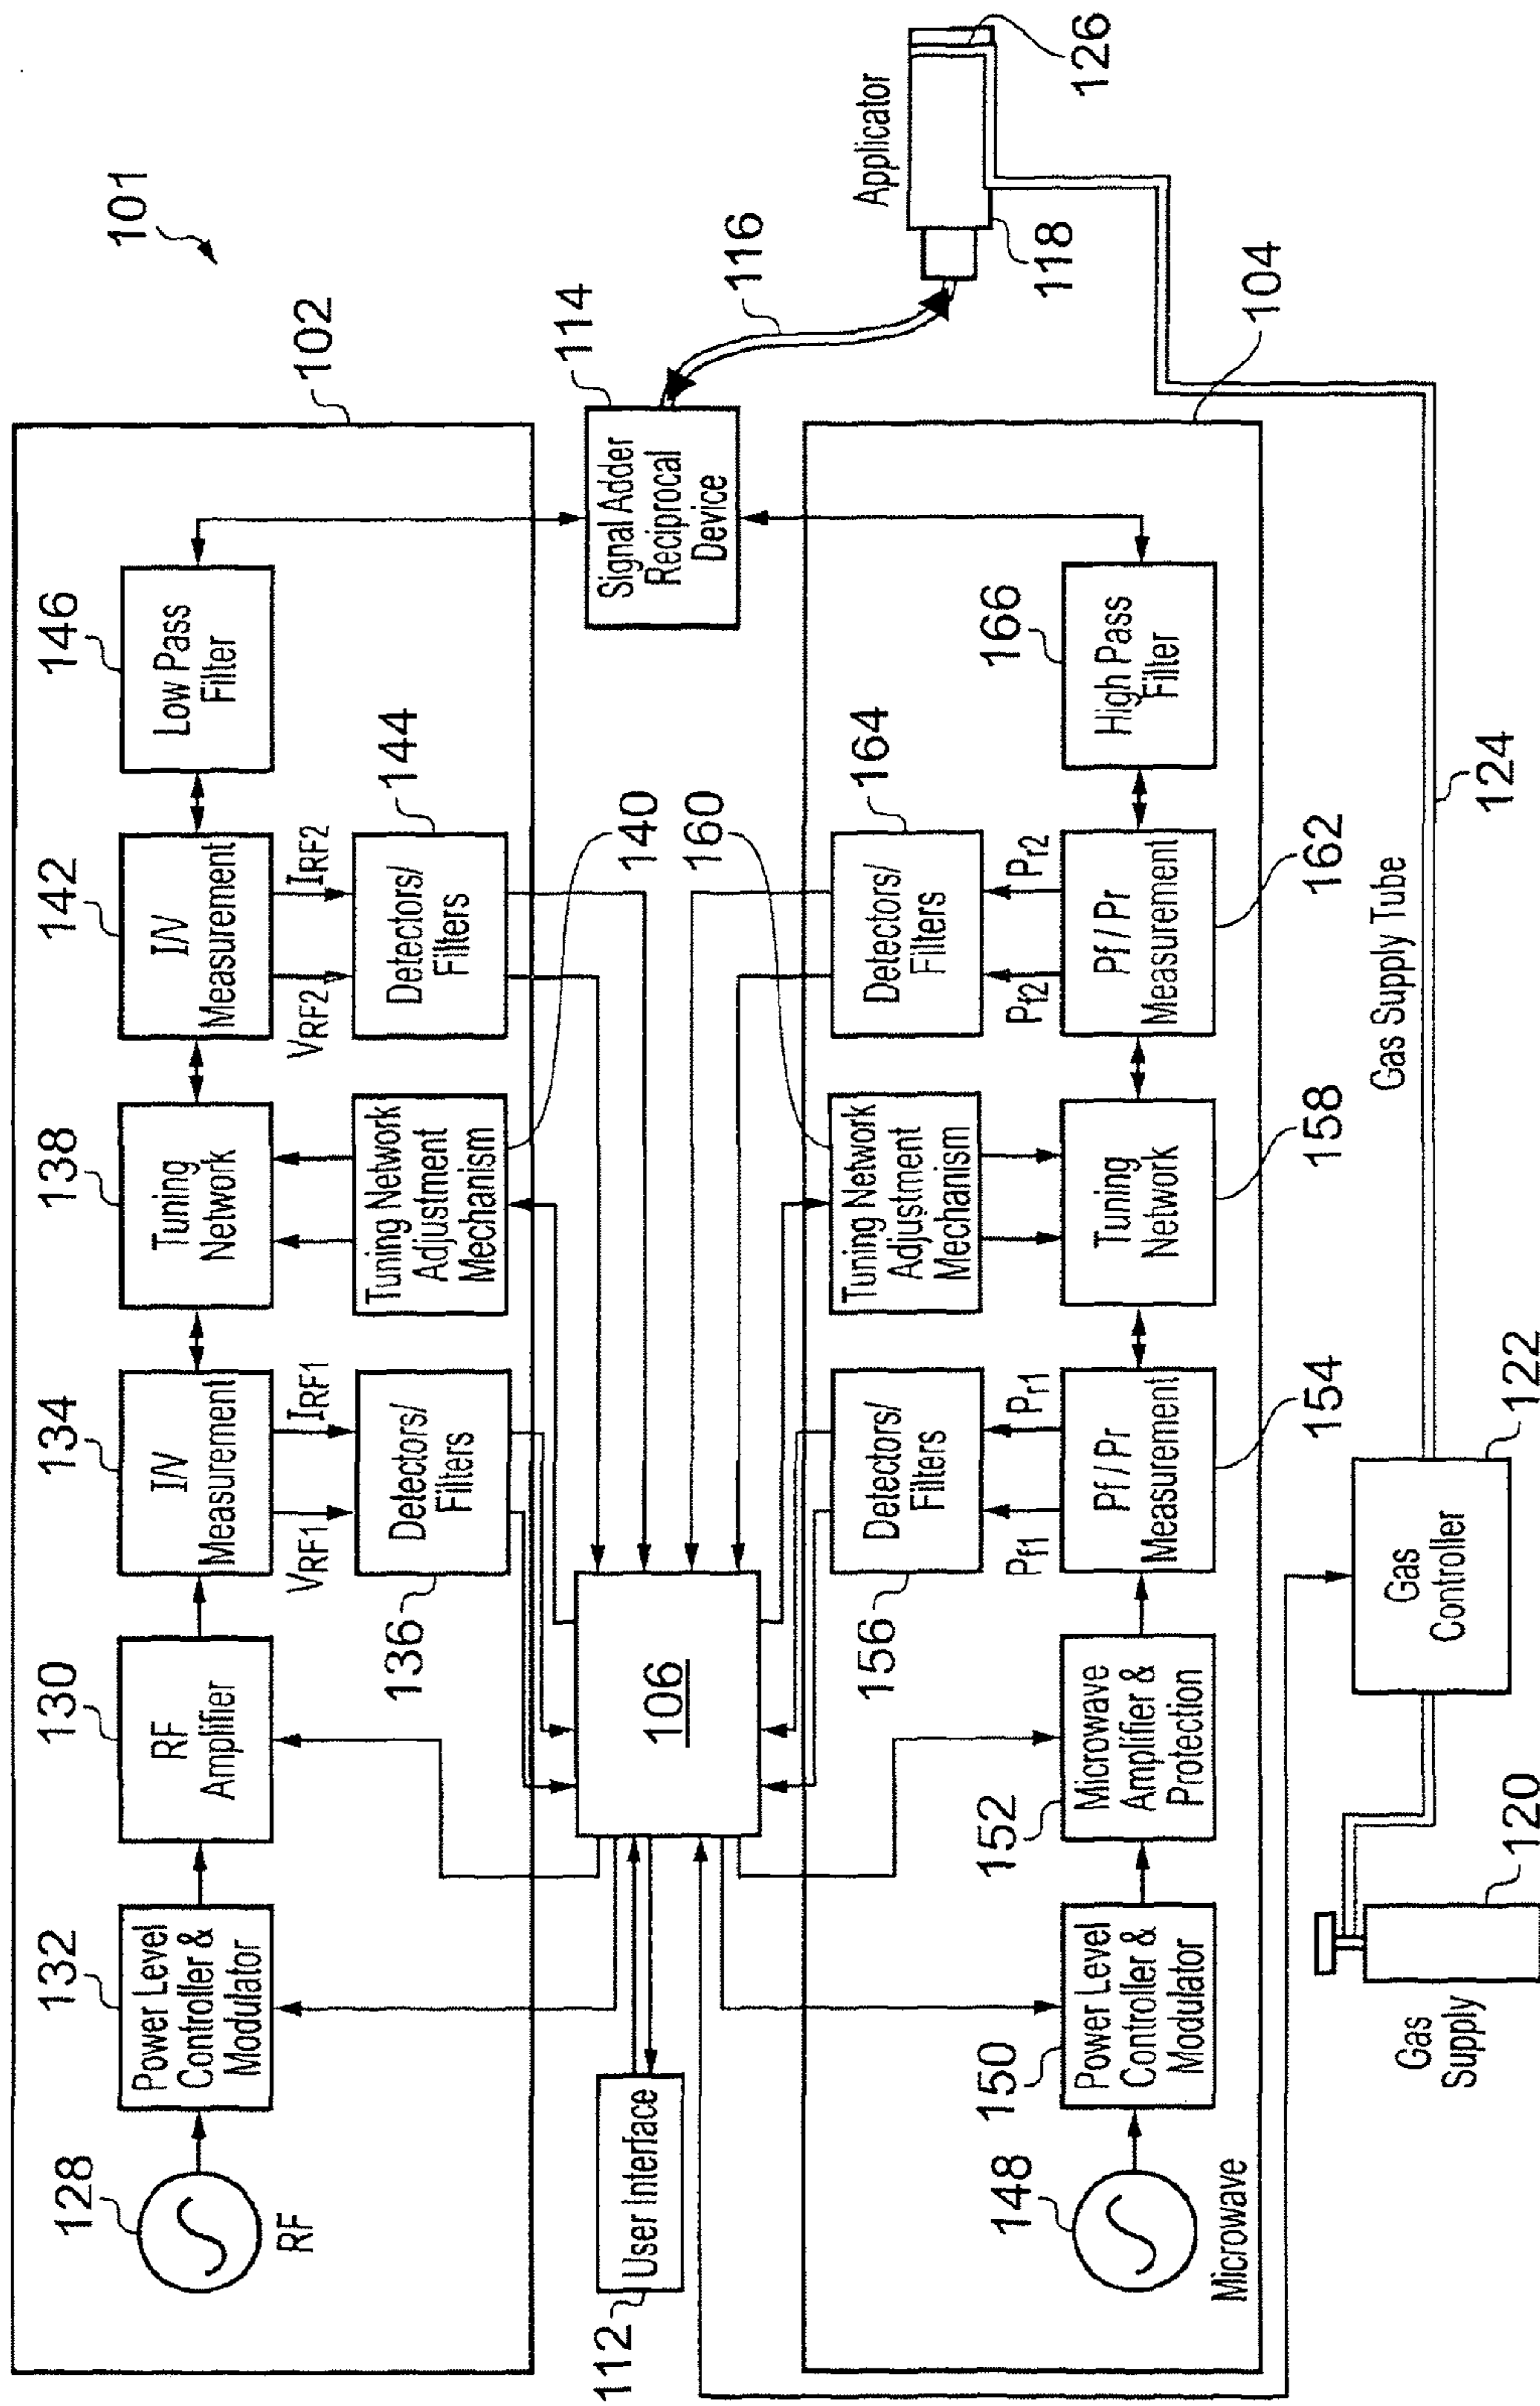 101
102
128
RF
132
Power Level
Controller &
Modulator
130
RF
Amplifier
134
I/V
Measurement
VRF1
IRF1
136
Detectors/
Filters
138
Tuning
Network
Tuning Network
Adjustment
Mechanism
140
142
I/V
Measurement
VRF2
IRF2
144
Detectors/
Filters
146
Low Pass
Filter
112
User Interface
106
114
Signal Adder
Reciprocal
Device
116
Applicator
118
126
104
148
Microwave
150
Power Level
Controller &
Modulator
152
Microwave
Amplifier &
Protection
156
Detectors/
Filters
Pf1
Pr1
Pf / Pr
Measurement
154
160
Tuning Network
Adjustment
Mechanism
Tuning
Network
158
164
Detectors/
Filters
Pf2
Pr2
Pf / Pr
Measurement
162
166
High Pass
Filter
Gas
Supply
120
Gas
Controller
122
Gas Supply Tube
124